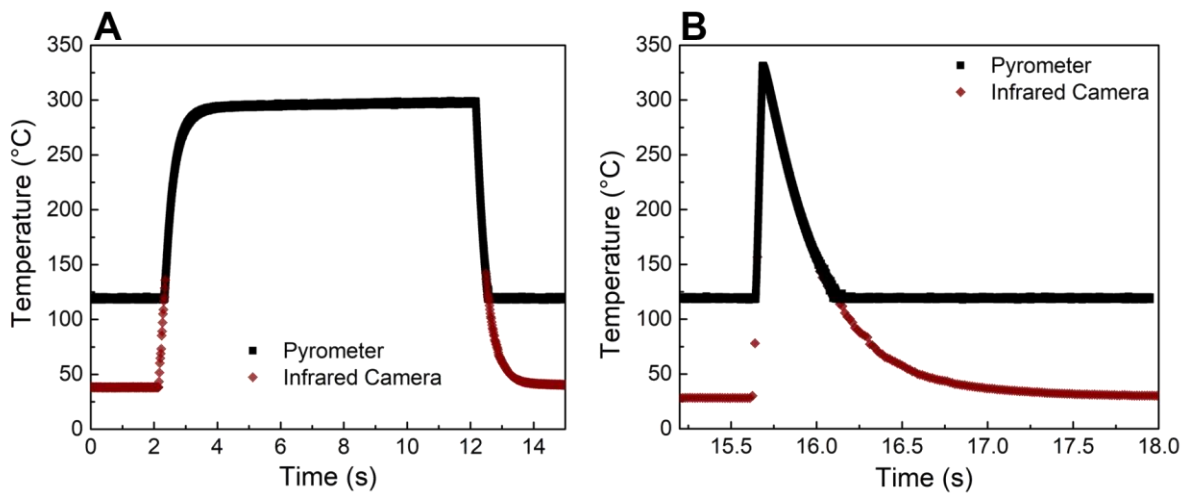 A
350
300
250
200
150
100
50
0
Temperature (°C)
0 2 4 6 8 10 12 14
Time (s)
Pyrometer
Infrared Camera
B
350
300
250
200
150
100
50
0
Temperature (°C)
15.5 16.0 16.5 17.0 17.5 18.0
Time (s)
Pyrometer
Infrared Camera